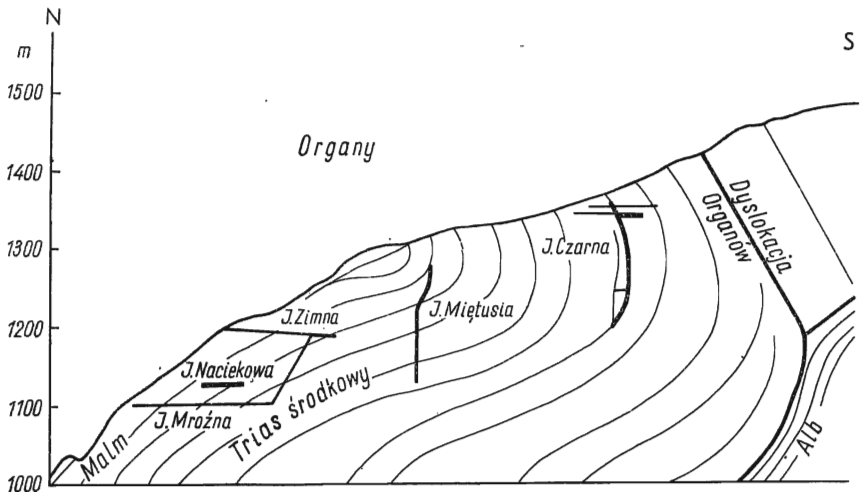 N
S
m
1500
1400
1300
1200
1100
1000
Organy
Dyslokacja
Organów
J.Czarna
J.Miętusia
J.Zimna
J.Naciekowa
J.Mroźna
Trias środkowy
Malm
Alb